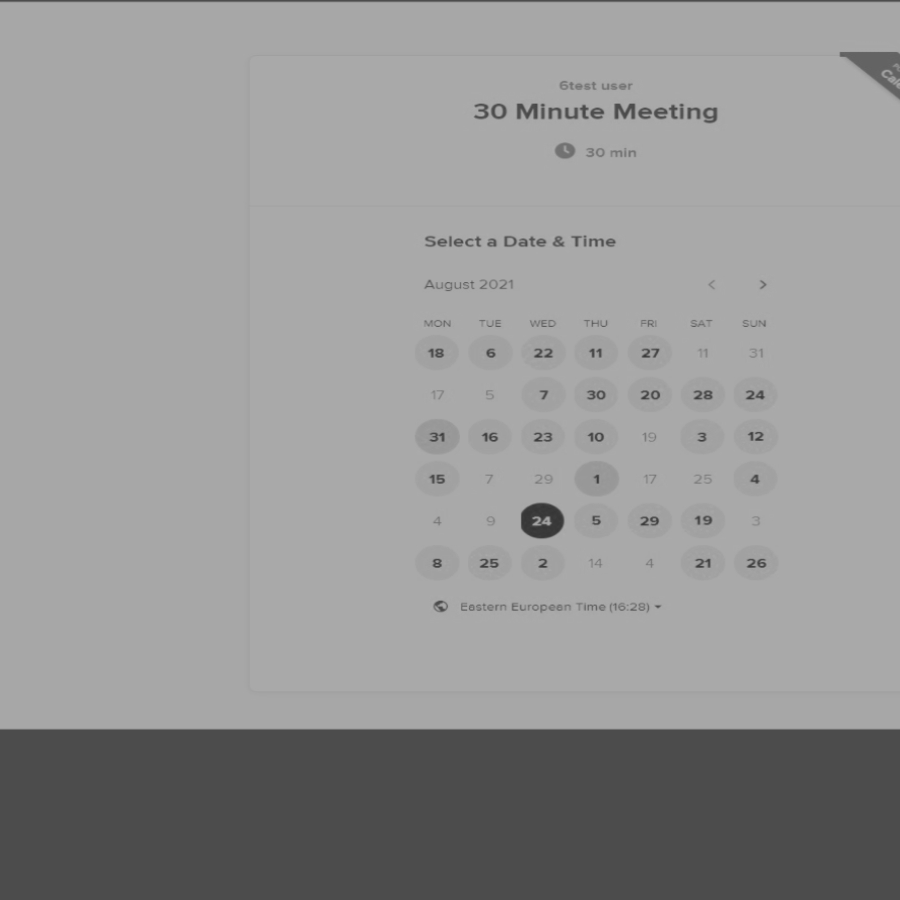 6test user
30 Minute Meeting
30 min
Select a Date & Time
August 2021
MON TUE WED THU FRI SAT SUN
18 6 22 11 27 11 31
17 5 7 30 20 28 24
31 16 23 10 19 3 12
15 7 29 1 17 25 4
4 9 24 5 29 19 3
8 25 2 14 4 21 26
Eastern European Time (16:28)